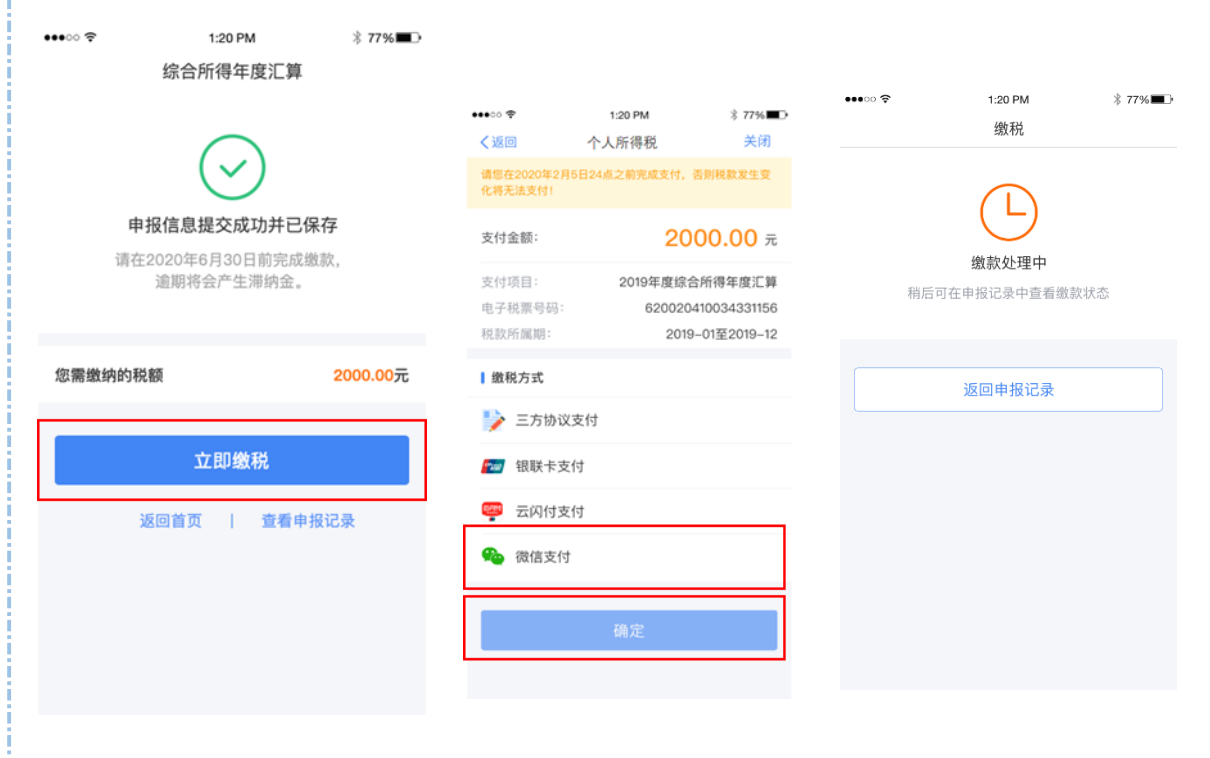 1:20 PM
77%
综合所得年度汇算
申报信息提交成功并已保存
请在2020年6月30日前完成缴款，
逾期将会产生滞纳金。
您需缴纳的税额
2000.00元
立即缴税
返回首页 | 查看申报记录
1:20 PM
77%
返回
个人所得税
关闭
请您在2020年2月5日24点之前完成支付，否则税款发生变
化将无法支付！
支付金额：
2000.00 元
支付项目：
2019年度综合所得年度汇算
电子税票号码：
620020410034331156
税款所属期：
2019-01至2019-12
缴税方式
三方协议支付
银联卡支付
云闪付支付
微信支付
确定
1:20 PM
77%
缴税
缴款处理中
稍后可在申报记录中查看缴款状态
返回申报记录